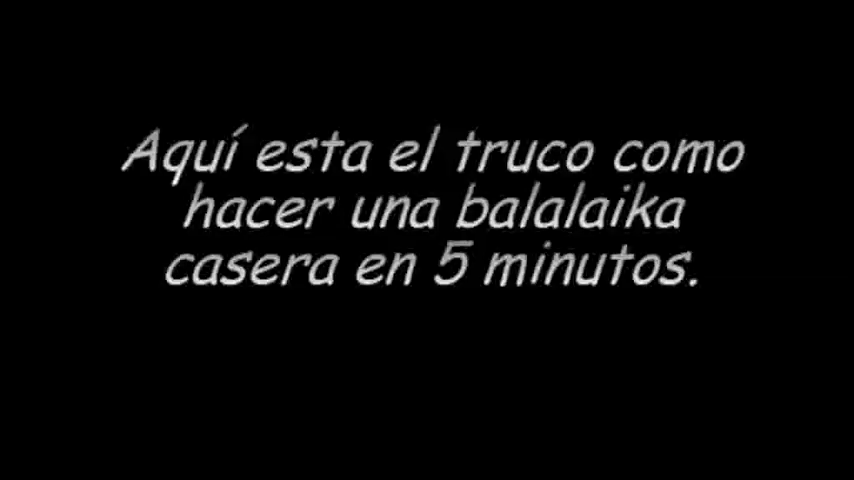 Aquí esta el truco como
hacer una balalaika
casera en 5 minutos.